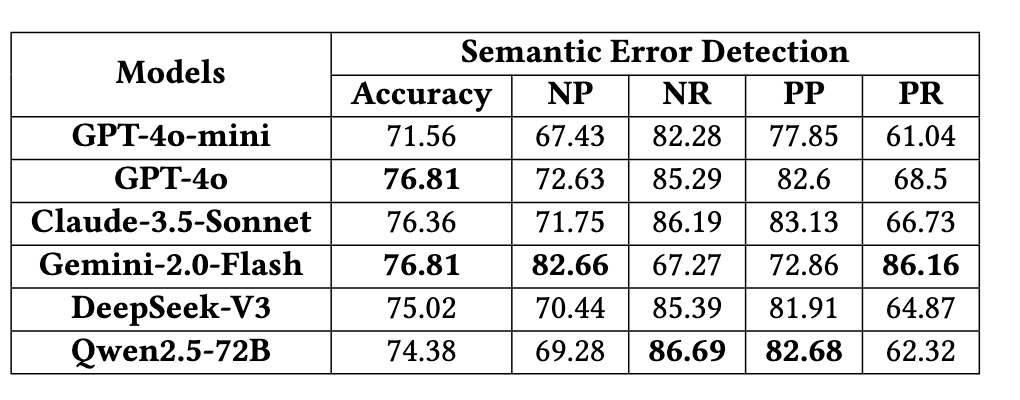 Models Semantic Error Detection
Accuracy NP NR PP PR
GPT-4o-mini 71.56 67.43 82.28 77.85 61.04
GPT-4o 76.81 72.63 85.29 82.6 68.5
Claude-3.5-Sonnet 76.36 71.75 86.19 83.13 66.73
Gemini-2.0-Flash 76.81 82.66 67.27 72.86 86.16
DeepSeek-V3 75.02 70.44 85.39 81.91 64.87
Qwen2.5-72B 74.38 69.28 86.69 82.68 62.32